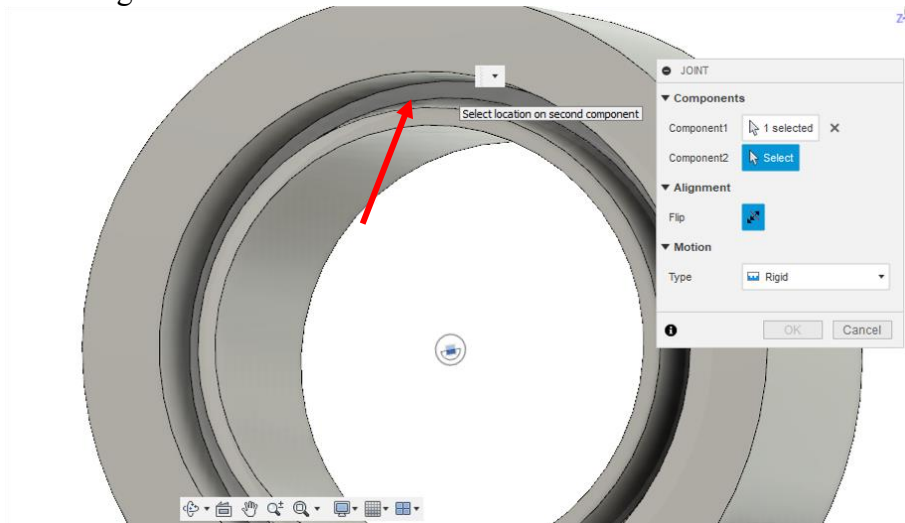 Z
JOINT
Components
Select location on second component
Component1 1 selected
Component2 Select
Alignment
Flip
Motion
Type Rigid
OK Cancel